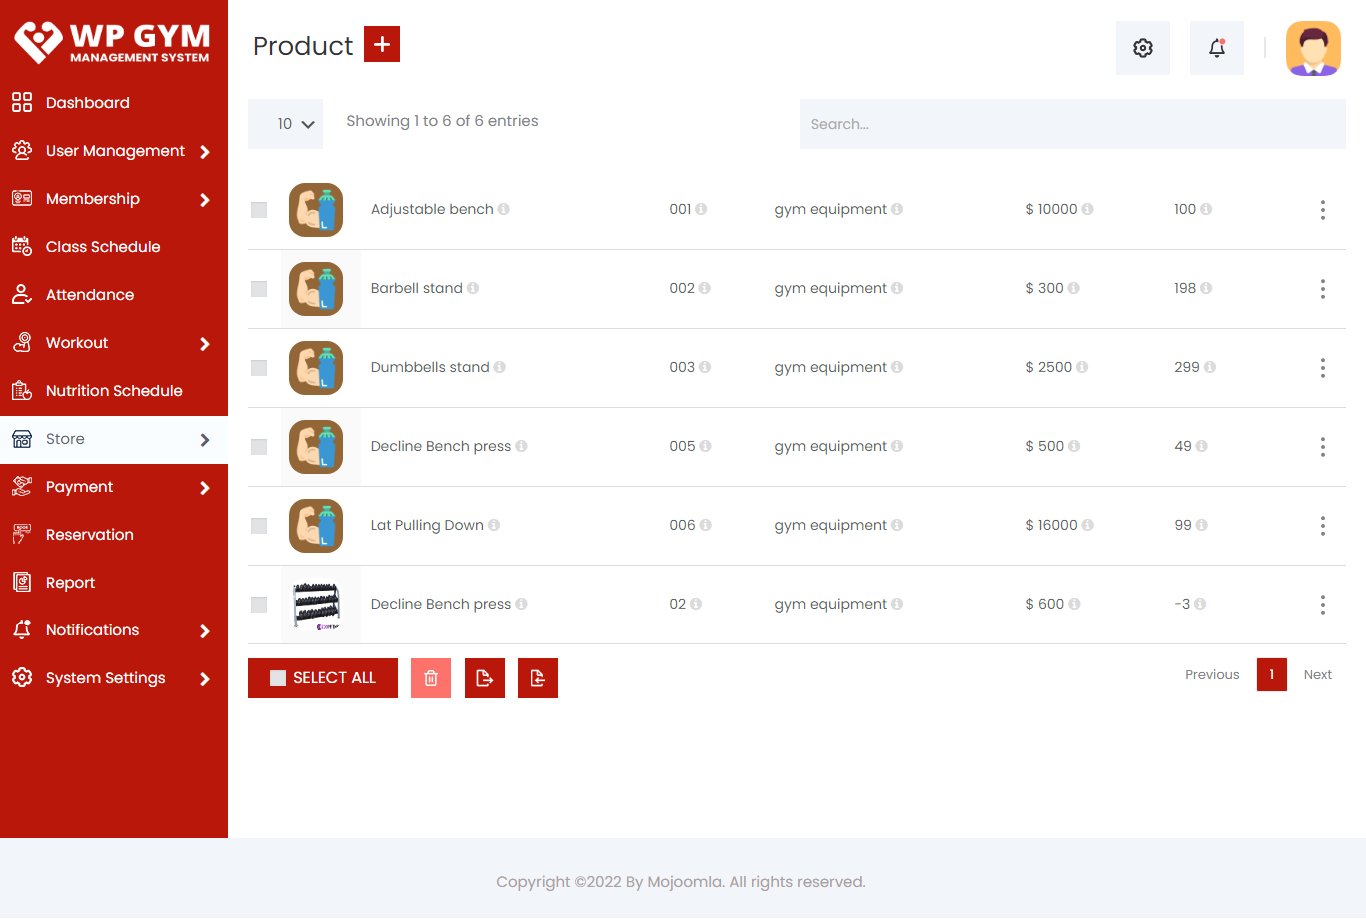 WP GYM
MANAGEMENT SYSTEM
Dashboard
User Management
Membership
Class Schedule
Attendance
Workout
Nutrition Schedule
Store
Payment
Reservation
Report
Notifications
System Settings
Product +
10 Showing 1 to 6 of 6 entries Search...
Adjustable bench 001 gym equipment $ 10000 100
Barbell stand 002 gym equipment $ 300 198
Dumbbells stand 003 gym equipment $ 2500 299
Decline Bench press 005 gym equipment $ 500 49
Lat Pulling Down 006 gym equipment $ 16000 99
Decline Bench press 02 gym equipment $ 600 -3
SELECT ALL Previous 1 Next
Copyright ©2022 By Mojoomla. All rights reserved.